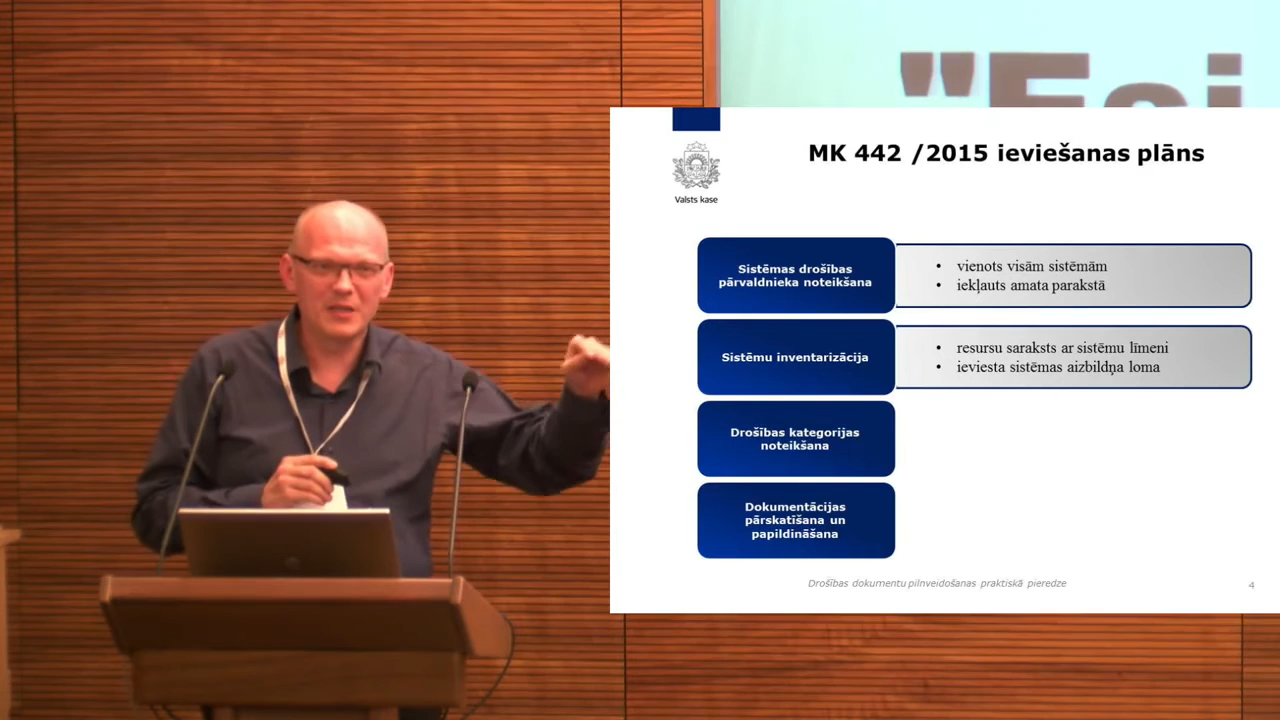 "Esi
MK 442 /2015 ieviešanas plāns
Valsts kase
Sistēmas drošības
pārvaldnieka noteikšana
• vienots visām sistēmām
• iekļauts amata parakstā
Sistēmu inventarizācija
• resursu saraksts ar sistēmu līmeni
• ieviesta sistēmas aizbildņa loma
Drošības kategorijas
noteikšana
Dokumentācijas
pārskatīšana un
papildināšana
Drošības dokumentu pilnveidošanas praktiskā pieredze
4